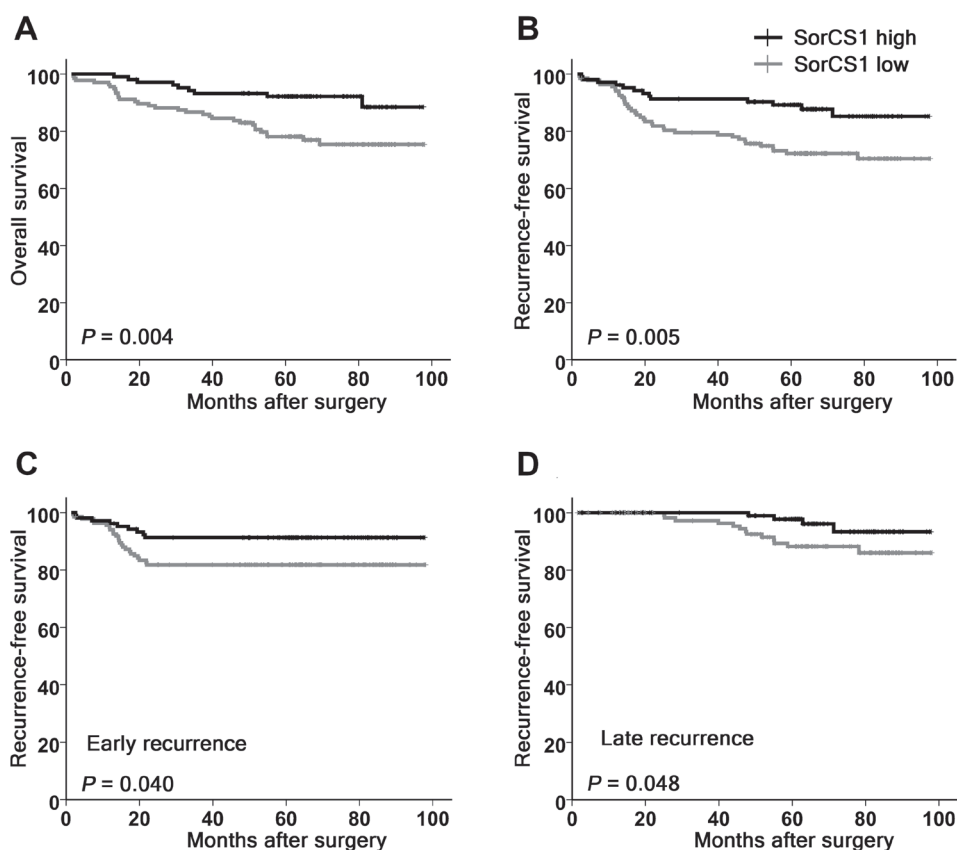 A
Overall survival
100
80
60
40
20
0
0 20 40 60 80 100
Months after surgery
P = 0.004
B
SorCS1 high
SorCS1 low
Recurrence-free survival
100
80
60
40
20
0
0 20 40 60 80 100
Months after surgery
P = 0.005
C
Recurrence-free survival
100
80
60
40
20
0
0 20 40 60 80 100
Months after surgery
Early recurrence
P = 0.040
D
Recurrence-free survival
100
80
60
40
20
0
0 20 40 60 80 100
Months after surgery
Late recurrence
P = 0.048